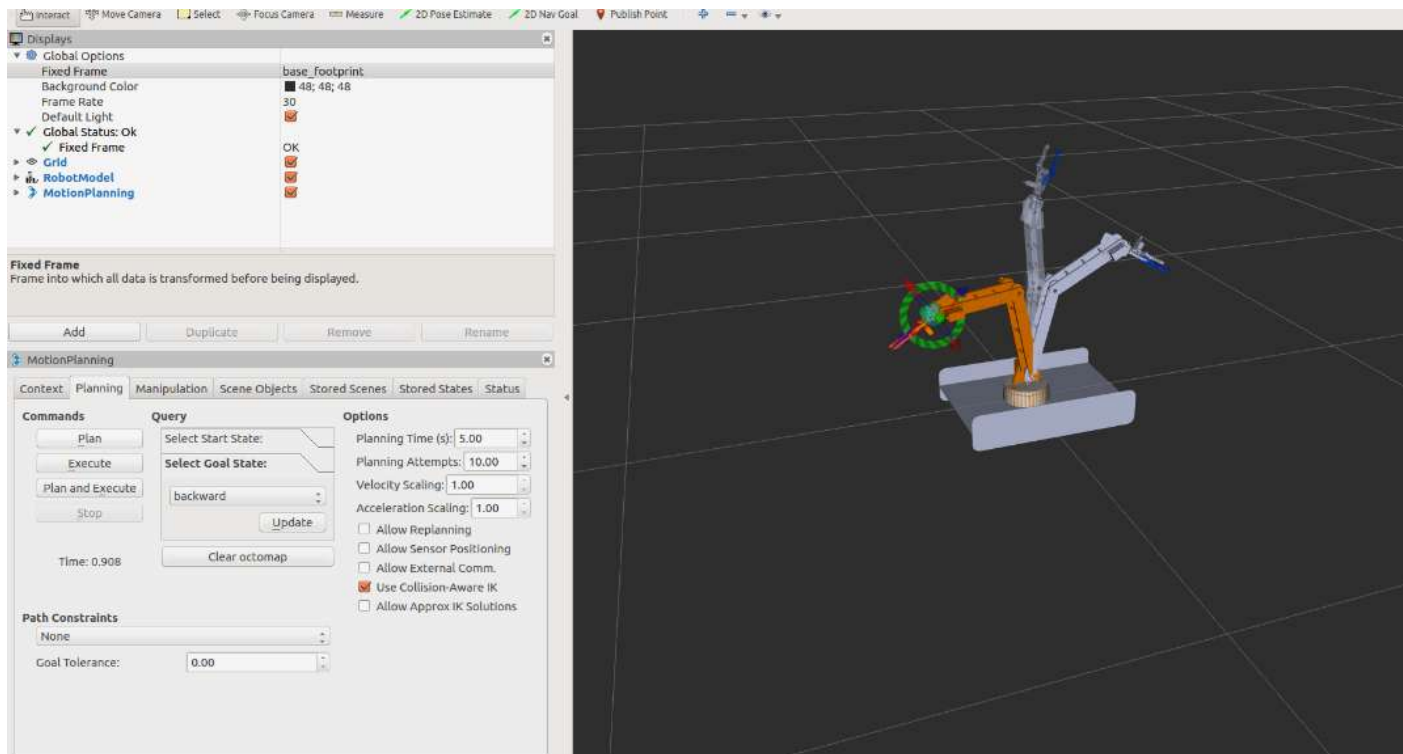 Interact Move Camera Select Focus Camera Measure 2D Pose Estimate 2D Nav Goal Publish Point
Displays
Global Options
Fixed Frame base_footprint
Background Color 48; 48; 48
Frame Rate 30
Default Light
Global Status: Ok
Fixed Frame OK
Grid
RobotModel
MotionPlanning
Fixed Frame
Frame into which all data is transformed before being displayed.
Add Duplicate Remove Rename
MotionPlanning
Context Planning Manipulation Scene Objects Stored Scenes Stored States Status
Commands Query Options
Plan Select Start State: Planning Time (s): 5.00
Execute Select Goal State: Planning Attempts: 10.00
Plan and Execute backward Velocity Scaling: 1.00
Stop Update Acceleration Scaling: 1.00
Allow Replanning
Time: 0.908 Clear octomap Allow Sensor Positioning
Allow External Comm.
Use Collision-Aware IK
Allow Approx IK Solutions
Path Constraints
None
Goal Tolerance: 0.00